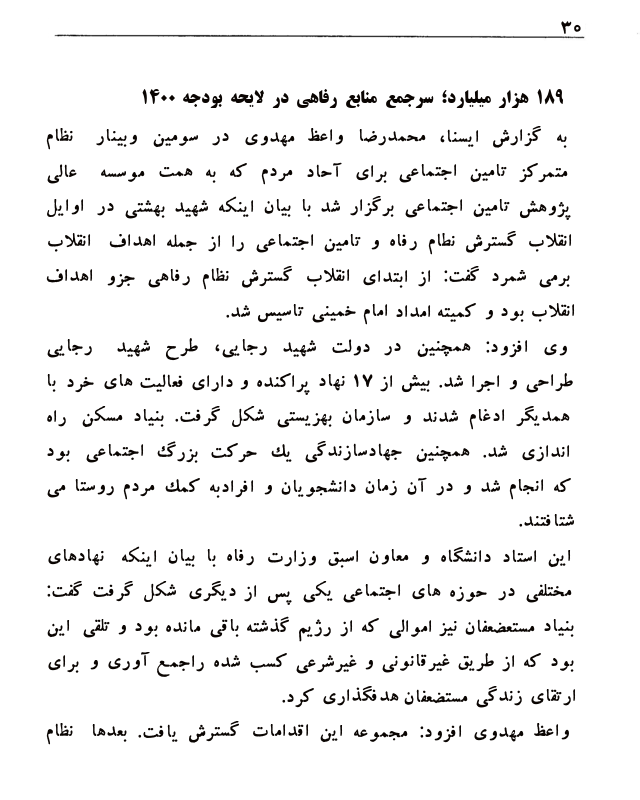 ۳۰
۱۸۹ هزار میلیارد؛ سرجمع منابع رفاهی در لایحه بودجه ۱۴۰۰
به گزارش ایسنا، محمدرضا واعظ مهدوی در سومین وبینار نظام
متمرکز تامین اجتماعی برای آحاد مردم که به همت موسسه عالی
پژوهش تامین اجتماعی برگزار شد با بیان اینکه شهید بهشتی در اوایل
انقلاب گسترش نطام رفاه و تامین اجتماعی را از جمله اهداف انقلاب
برمی شمرد گفت: از ابتدای انقلاب گسترش نظام رفاهی جزو اهداف
انقلاب بود و کمیته امداد امام خمینی تاسیس شد.
وی افزود: همچنین در دولت شهید رجایی، طرح شهید رجایی
طراحی و اجرا شد. بیش از ۱۷ نهاد پراکنده و دارای فعالیت های خرد با
همدیگر ادغام شدند و سازمان بهزیستی شکل گرفت. بنیاد مسکن راه
اندازی شد. همچنین جهادسازندگی یك حرکت بزرگ اجتماعی بود
که انجام شد و در آن زمان دانشجویان و افرادبه کمك مردم روستا می
شتافتند.
این استاد دانشگاه و معاون اسبق وزارت رفاه با بیان اینکه نهادهای
مختلفی در حوزه های اجتماعی یکی پس از دیگری شکل گرفت گفت:
بنیاد مستعضعفان نیز اموالی که از رژیم گذشته باقی مانده بود و تلقی این
بود که از طریق غیرقانونی و غیرشرعی کسب شده راجمع آوری و برای
ارتقای زندگی مستضعفان هدفگذاری کرد.
واعظ مهدوی افزود: مجموعه این اقدامات گسترش یافت. بعدها نظام